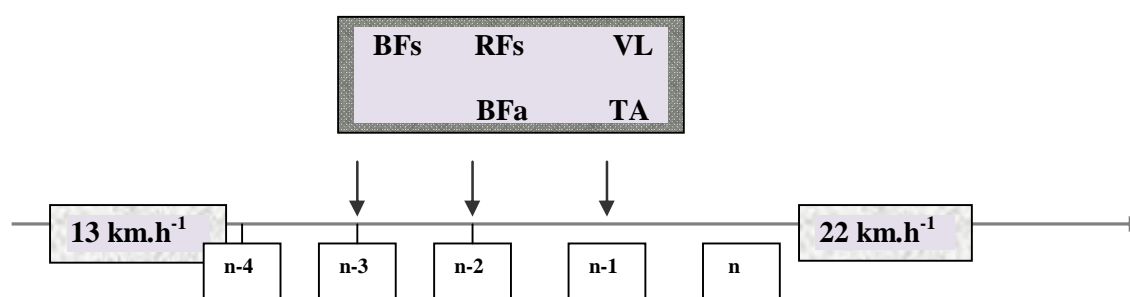 BFs RFs VL
BFa TA
13 km.h-1 22 km.h-1
n-4 n-3 n-2 n-1 n